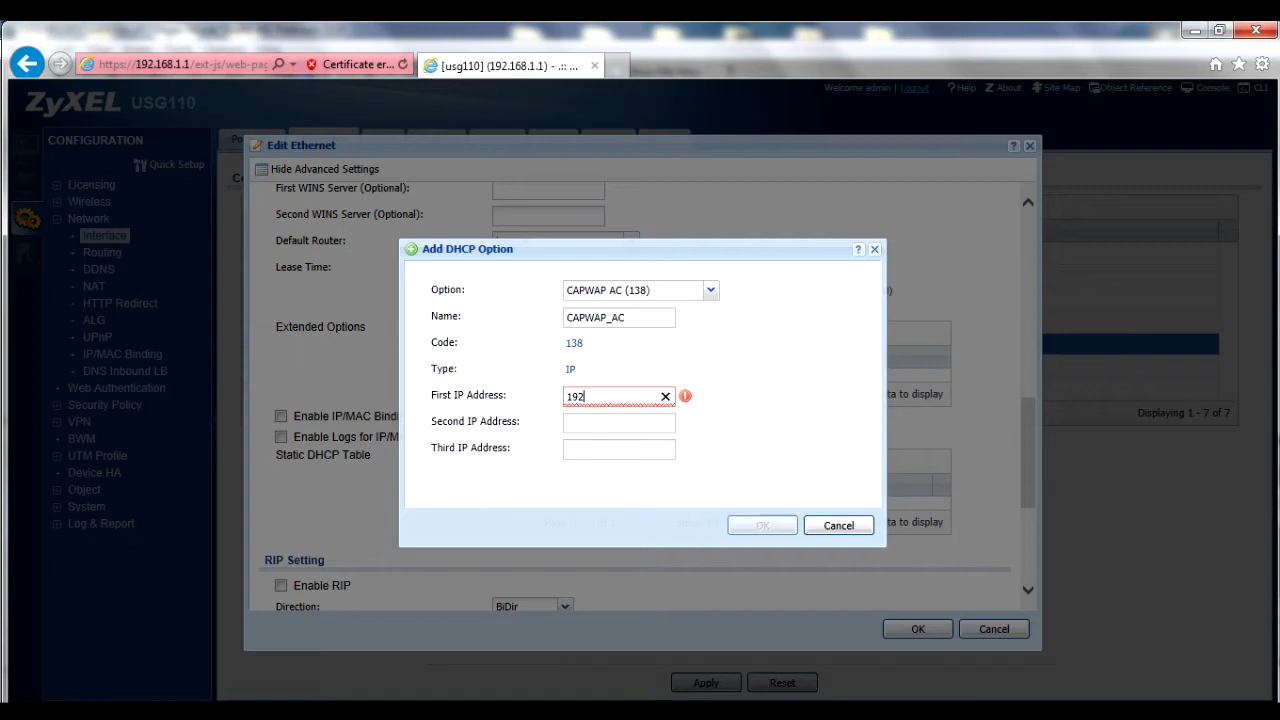 https://192.168.1.1/ext-js/web-pag
Certificate er...
[usg110] (192.168.1.1) - .:: ...
ZyXEL USG110
Welcome admin | Logout
? Help
Z About
Site Map
Object Reference
Console
CLI
CONFIGURATION
Quick Setup
Licensing
Wireless
Network
Interface
Routing
DDNS
NAT
HTTP Redirect
ALG
UPnP
IP/MAC Binding
DNS Inbound LB
Web Authentication
Security Policy
VPN
BWM
UTM Profile
Device HA
Object
System
Log & Report
Edit Ethernet
Hide Advanced Settings
First WINS Server (Optional):
Second WINS Server (Optional):
Default Router:
Lease Time:
Extended Options
Enable IP/MAC Bindi
Enable Logs for IP/M
Static DHCP Table
ta to display
ta to display
RIP Setting
Enable RIP
Direction: BiDir
OK Cancel
Displaying 1 - 7 of 7
Apply Reset
Add DHCP Option
Option: CAPWAP AC (138)
Name: CAPWAP_AC
Code: 138
Type: IP
First IP Address: 192
Second IP Address:
Third IP Address:
OK Cancel